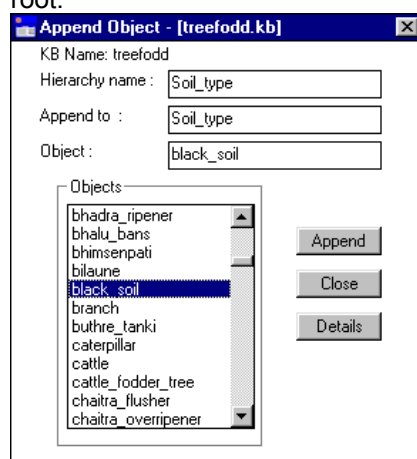 root.
Append Object - [treefodd.kb]
KB Name: treefodd
Hierarchy name : Soil_type
Append to : Soil_type
Object : black_soil
Objects
bhadra_ripener
bhalu_bans
bhimsenpati
bilaune
black_soil
branch
buthre_tanki
caterpillar
cattle
cattle_fodder_tree
chaitra_flusher
chaitra_overripener
Append
Close
Details